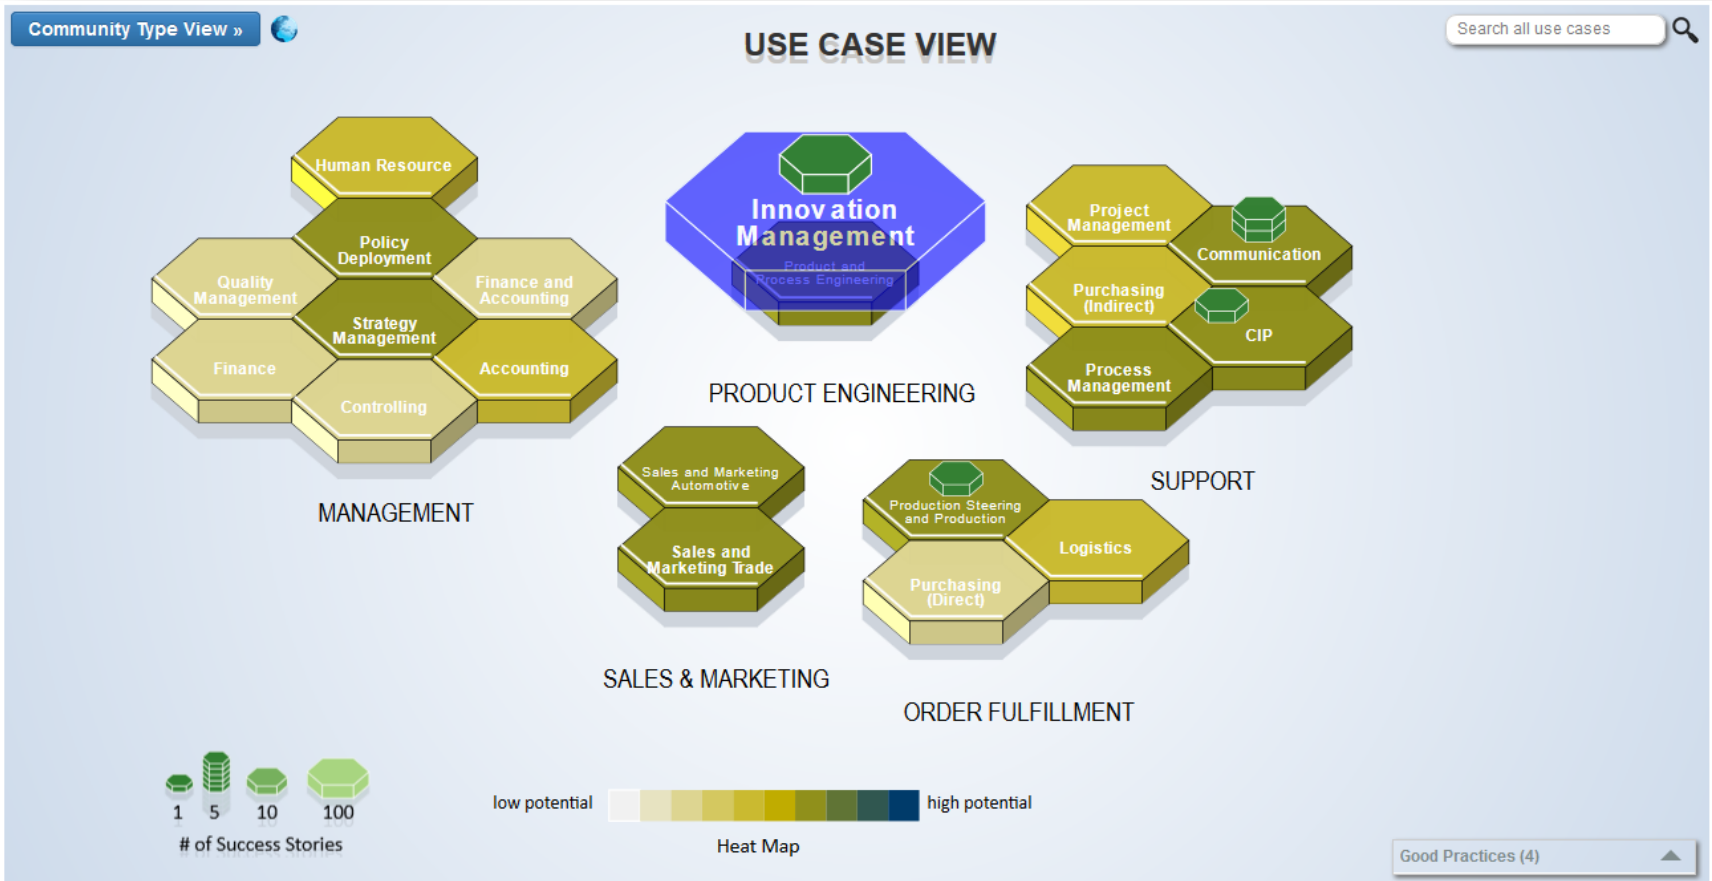 Community Type View »
USE CASE VIEW
Search all use cases
Human Resource
Policy
Deployment
Quality
Management
Finance and
Accounting
Strategy
Management
Finance
Accounting
Controlling
MANAGEMENT
Innovation
Management
Product and
Process Engineering
PRODUCT ENGINEERING
Project
Management
Communication
Purchasing
(Indirect)
CIP
Process
Management
SUPPORT
Sales and Marketing
Automotive
Sales and
Marketing Trade
SALES & MARKETING
Production Steering
and Production
Logistics
Purchasing
(Direct)
ORDER FULFILLMENT
1 5 10 100
# of Success Stories
low potential
high potential
Heat Map
Good Practices (4)